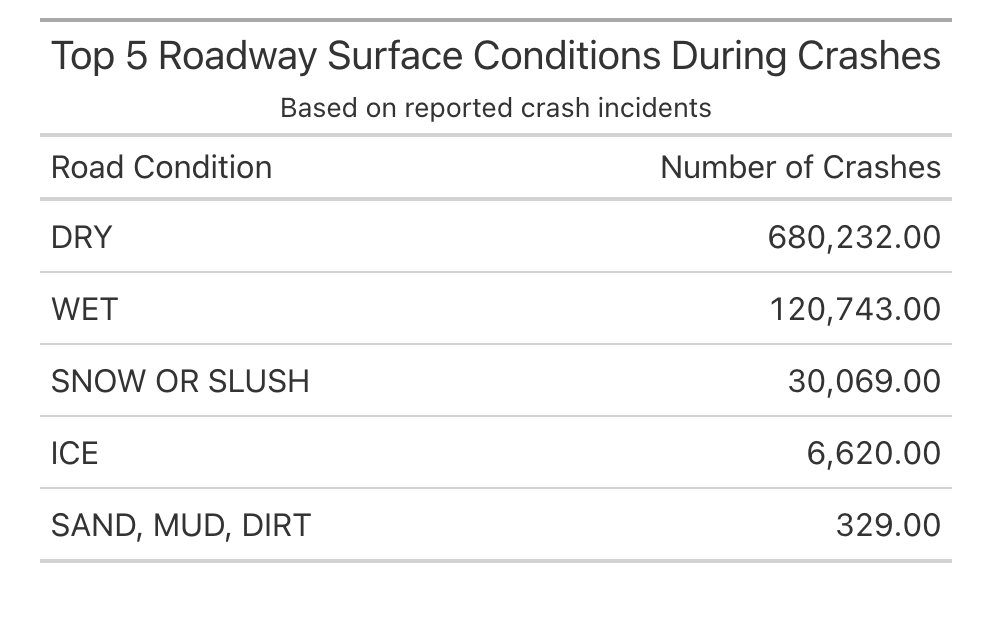 Top 5 Roadway Surface Conditions During Crashes
Based on reported crash incidents
Road Condition Number of Crashes
DRY 680,232.00
WET 120,743.00
SNOW OR SLUSH 30,069.00
ICE 6,620.00
SAND, MUD, DIRT 329.00